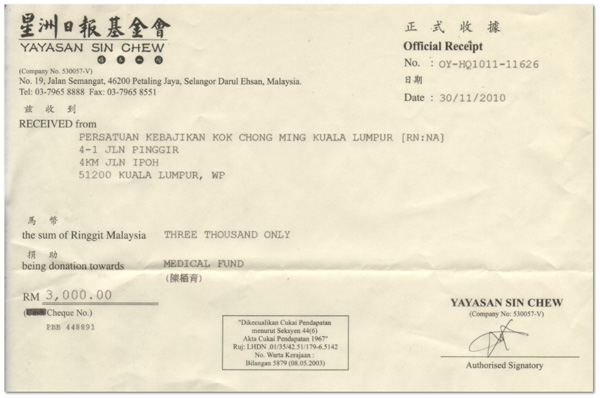 星洲日报基金會
YAYASAN SIN CHEW
(Company No. 530057-V)
No. 19, Jalan Semangat, 46200 Petaling Jaya, Selangor Darul Ehsan, Malaysia.
Tel: 03-7965 8888 Fax: 03-7965 8551
正式收據
Official Receipt
No. : OY-HQ1011-11626
日期
Date : 30/11/2010
茲收到
RECEIVED from
PERSATUAN KEBAJIKAN KOK CHONG MING KUALA LUMPUR [RN:NA]
4-1 JLN PINGGIR
4KM JLN IPOH
51200 KUALA LUMPUR, WP
馬幣
the sum of Ringgit Malaysia THREE THOUSAND ONLY
捐助
being donation towards MEDICAL FUND
RM 3,000.00
Cheque No.)
PBB 448891
"Dikecualikan Cukai Pendapatan
menurut Seksyen 44(6)
Akta Cukai Pendapatan 1967"
Ruj: LHDN .01/35/42.51/179-6.5142
No. Warta Kerajaan :
Bilangan 5879 (08.05.2003)
YAYASAN SIN CHEW
(Company No: 530057-V)
Authorised Signatory